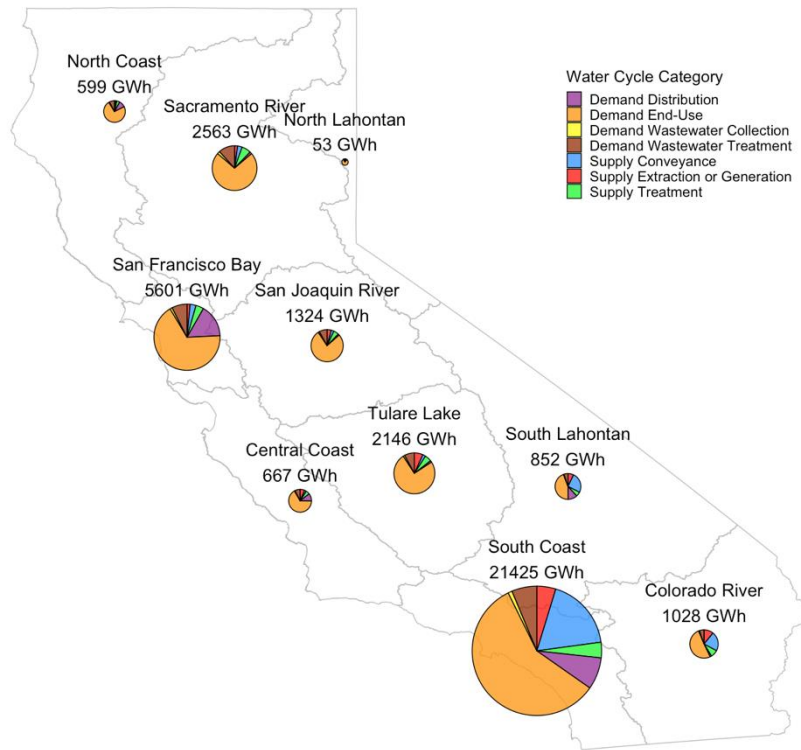 North Coast
599 GWh
Sacramento River
2563 GWh
North Lahontan
53 GWh
Water Cycle Category
Demand Distribution
Demand End-Use
Demand Wastewater Collection
Demand Wastewater Treatment
Supply Conveyance
Supply Extraction or Generation
Supply Treatment
San Francisco Bay
5601 GWh
San Joaquin River
1324 GWh
Tulare Lake
2146 GWh
Central Coast
667 GWh
South Lahontan
852 GWh
South Coast
21425 GWh
Colorado River
1028 GWh